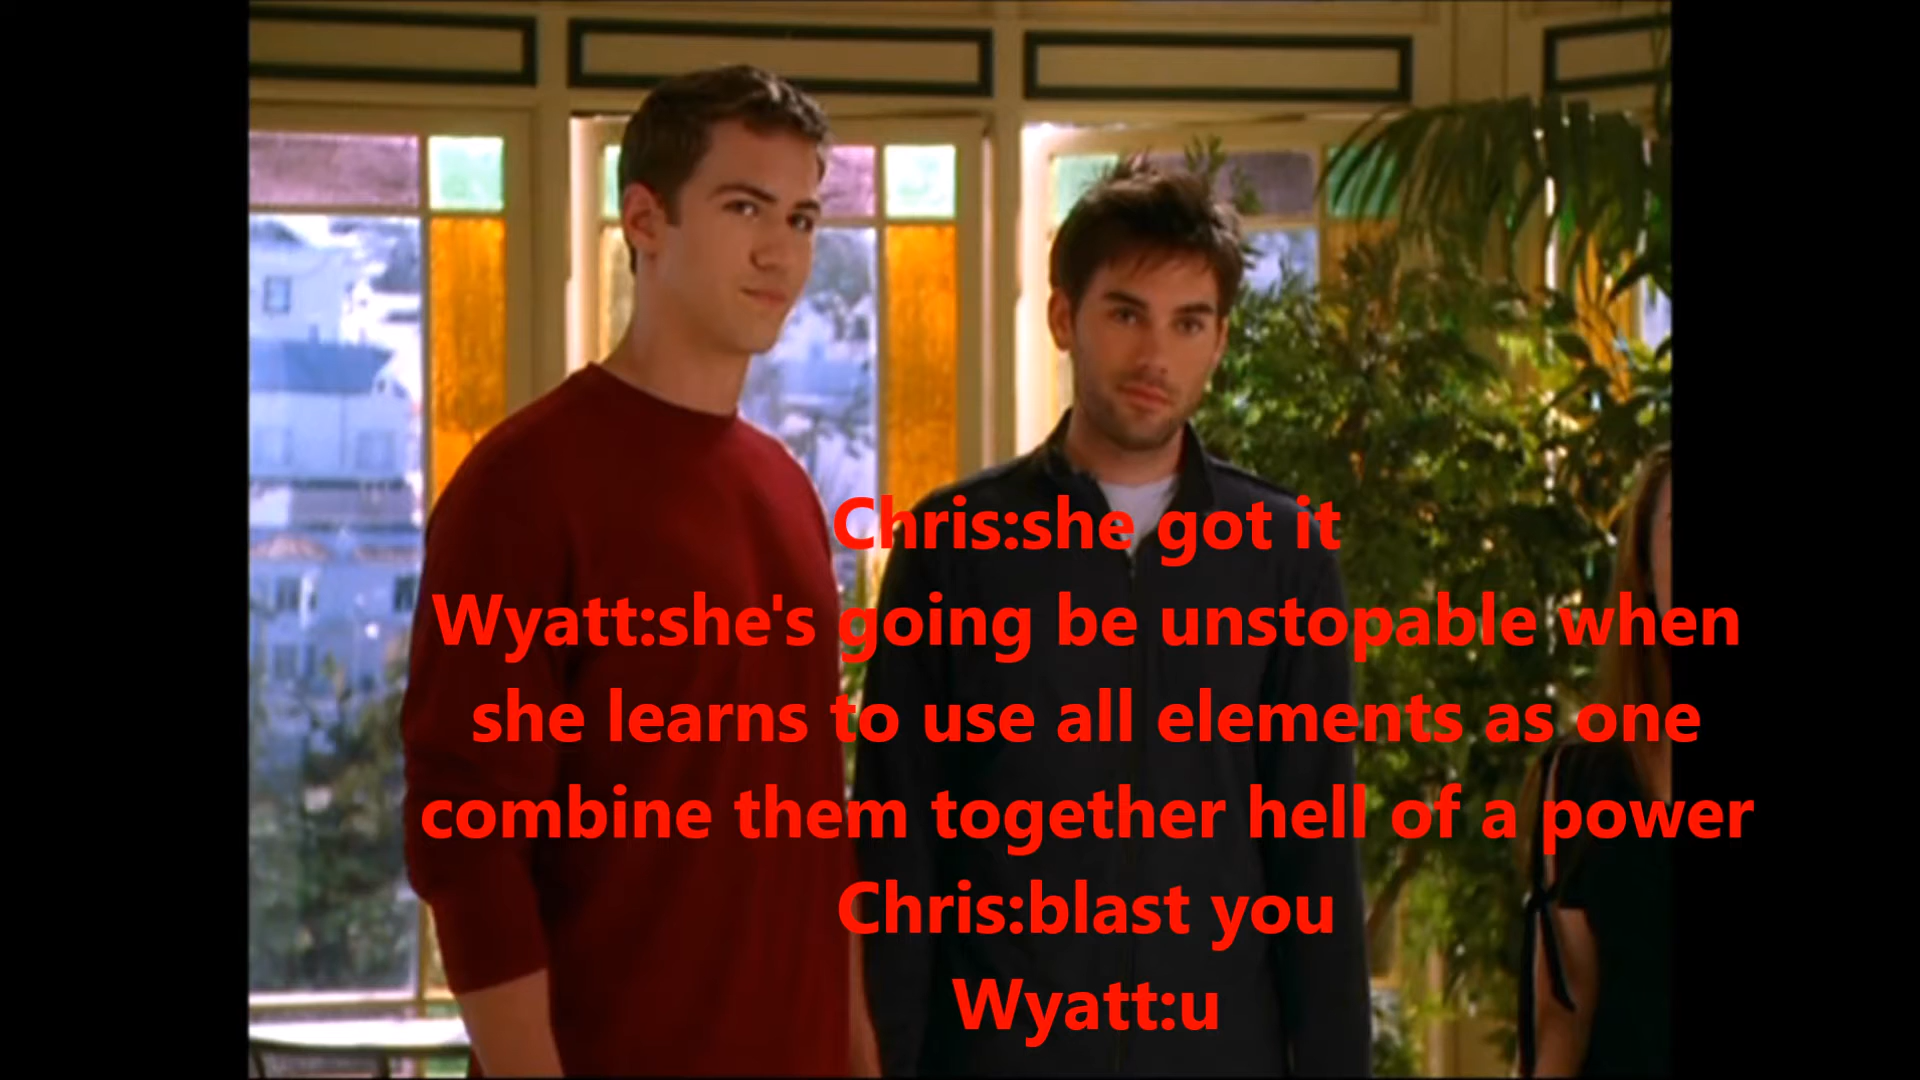 Chris:she got it
Wyatt:she's going be unstopable when
she learns to use all elements as one
combine them together hell of a power
Chris:blast you
Wyatt:u